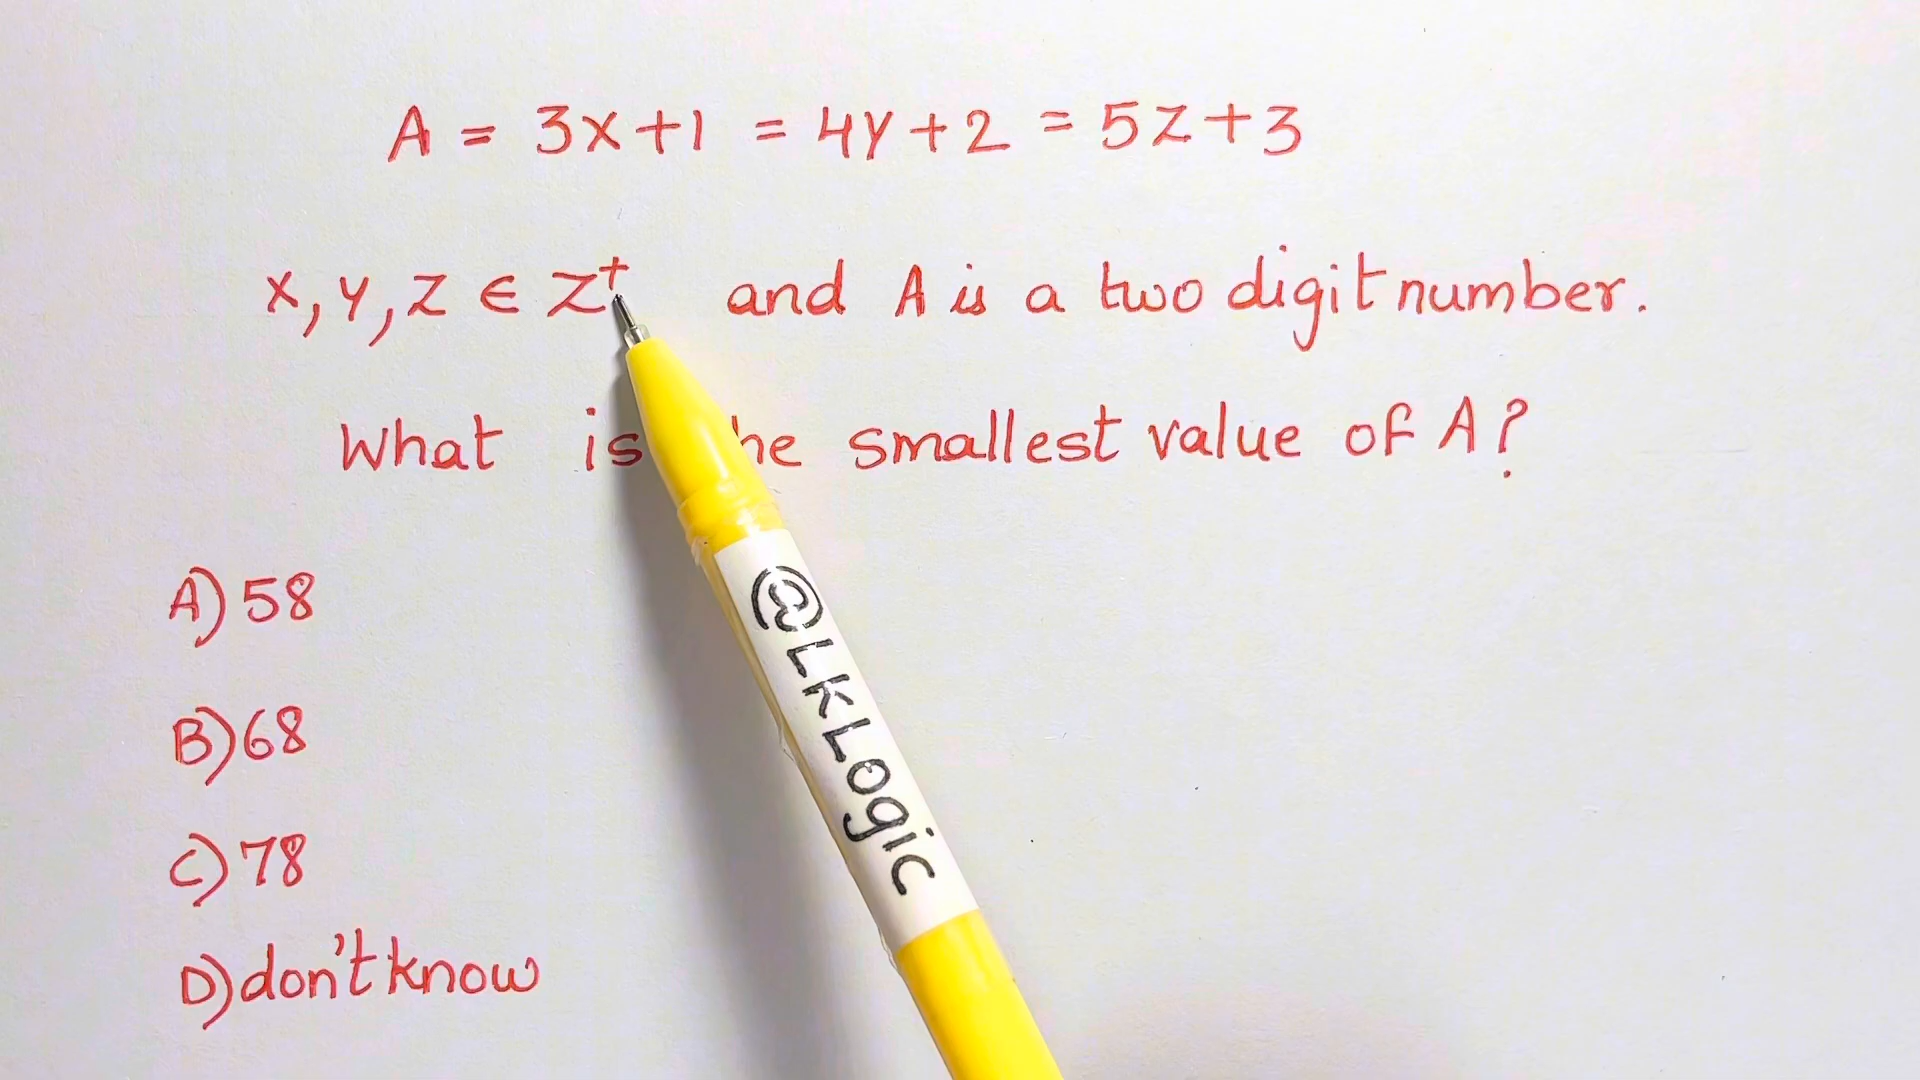 A = 3x+1 = 4y+2 = 5z+3
x, y, z ∈ Z⁺ and A is a two digit number.
What is he smallest value of A?
A) 58
B) 68
C) 78
D) don't know
@LKLogic